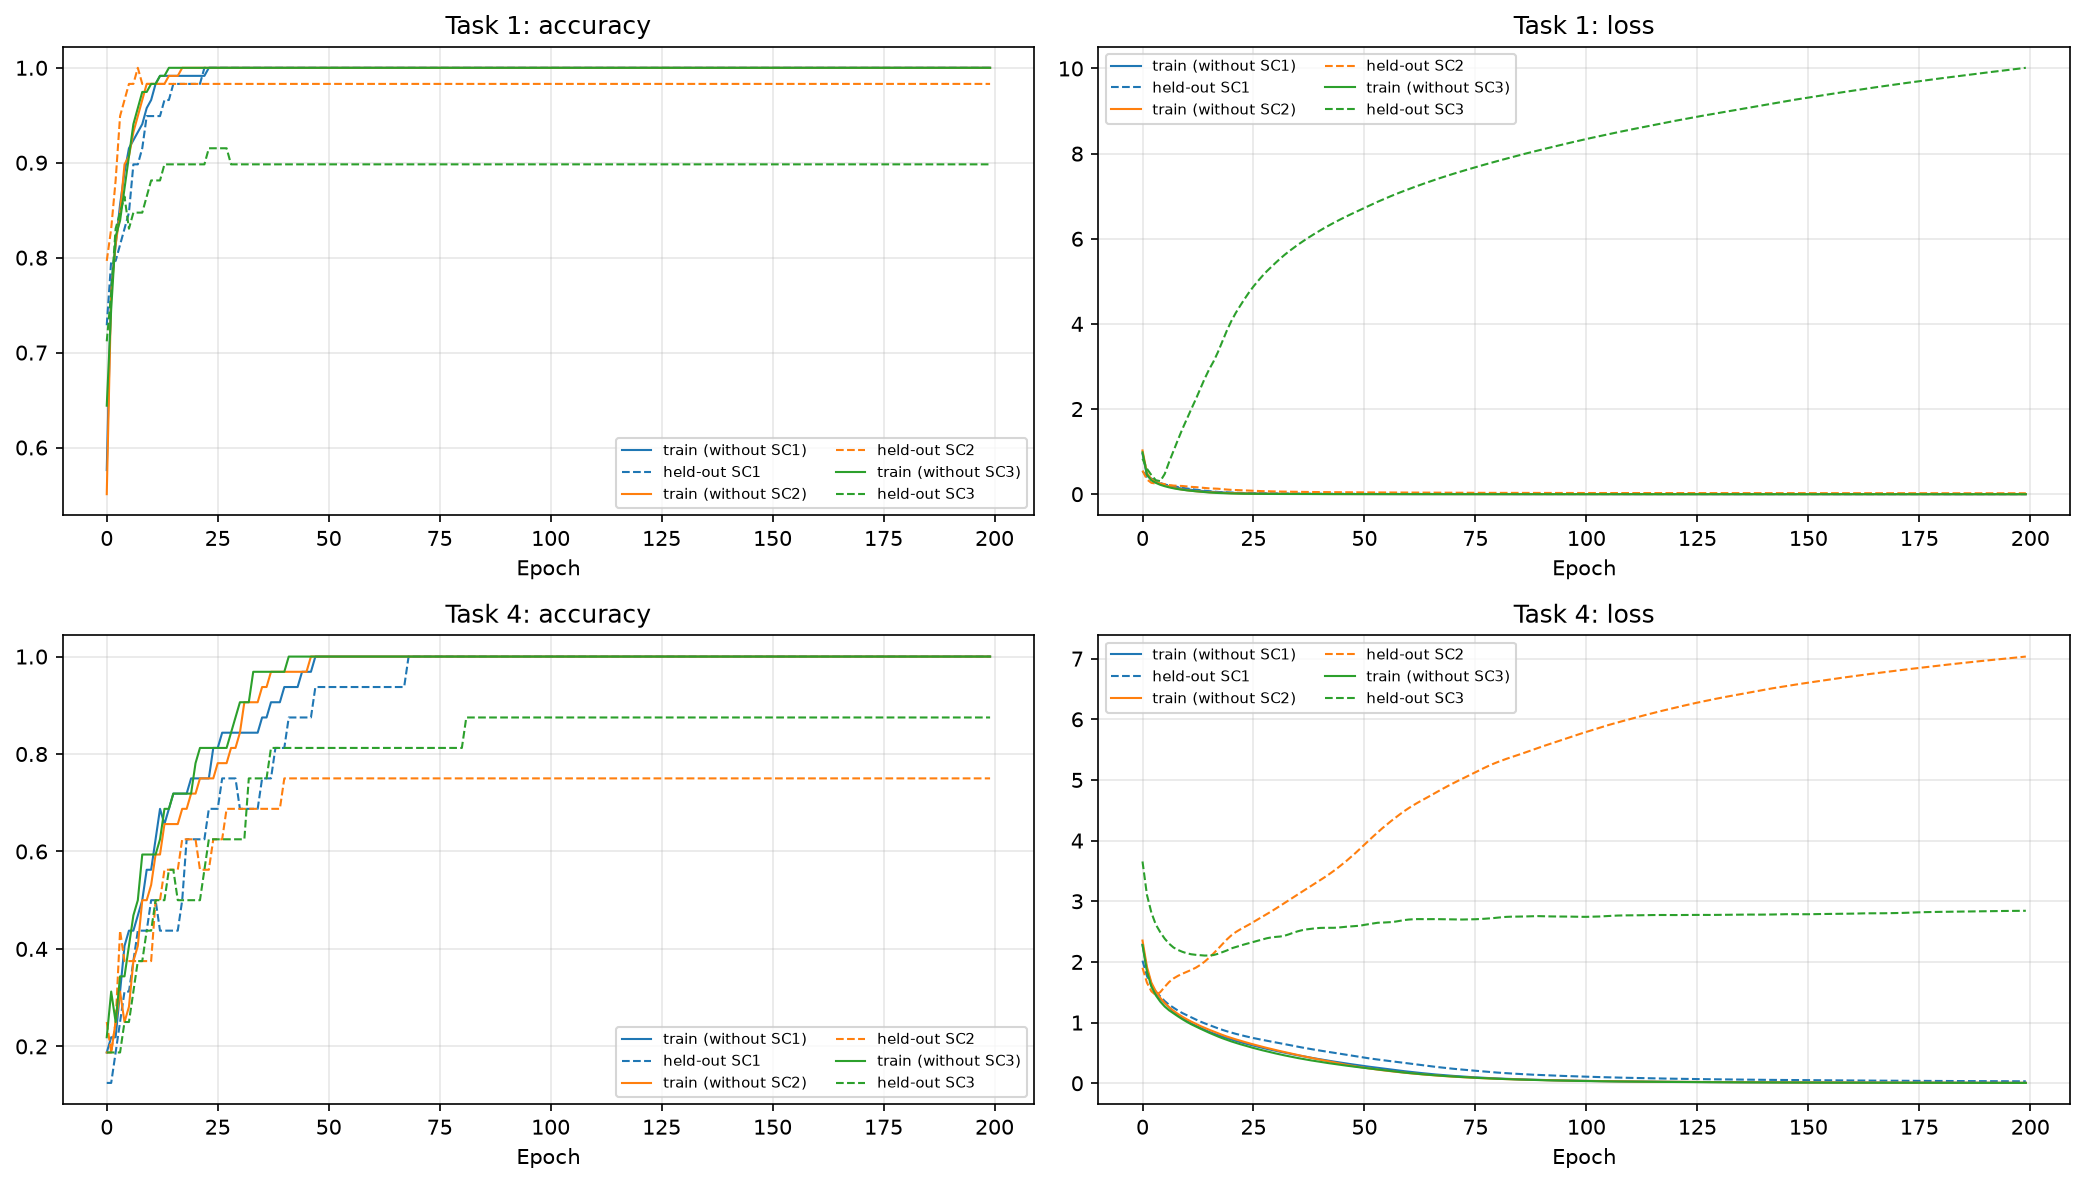 Task 1: accuracy
1.0
0.9
0.8
0.7
0.6
train (without SC1) held-out SC2
held-out SC1 train (without SC3)
train (without SC2) held-out SC3
0 25 50 75 100 125 150 175 200
Epoch
Task 1: loss
train (without SC1) held-out SC2
held-out SC1 train (without SC3)
train (without SC2) held-out SC3
10
8
6
4
2
0
0 25 50 75 100 125 150 175 200
Epoch
Task 4: accuracy
1.0
0.8
0.6
0.4
0.2
train (without SC1) held-out SC2
held-out SC1 train (without SC3)
train (without SC2) held-out SC3
0 25 50 75 100 125 150 175 200
Epoch
Task 4: loss
train (without SC1) held-out SC2
held-out SC1 train (without SC3)
train (without SC2) held-out SC3
7
6
5
4
3
2
1
0
0 25 50 75 100 125 150 175 200
Epoch